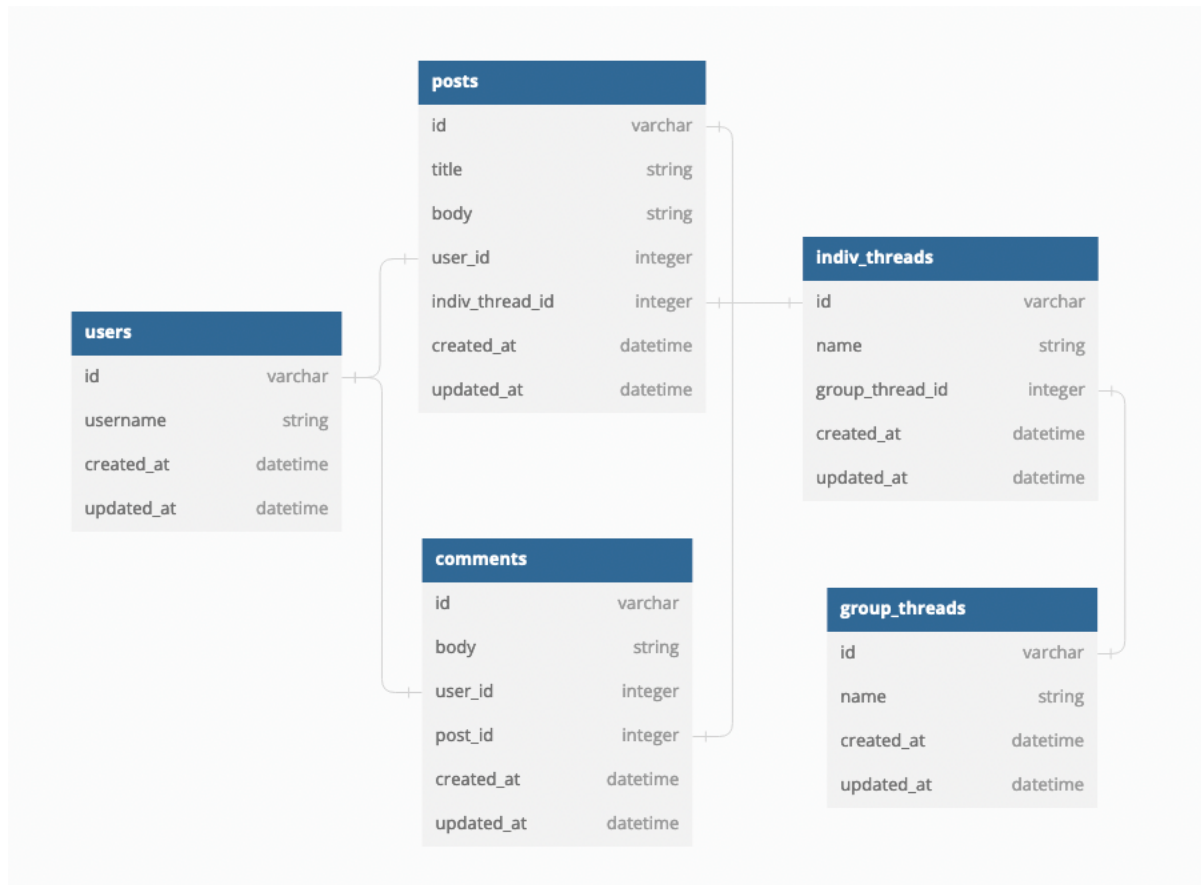 posts
id varchar
title string
body string
user_id integer
indiv_thread_id integer
created_at datetime
updated_at datetime
users
id varchar
username string
created_at datetime
updated_at datetime
comments
id varchar
body string
user_id integer
post_id integer
created_at datetime
updated_at datetime
indiv_threads
id varchar
name string
group_thread_id integer
created_at datetime
updated_at datetime
group_threads
id varchar
name string
created_at datetime
updated_at datetime